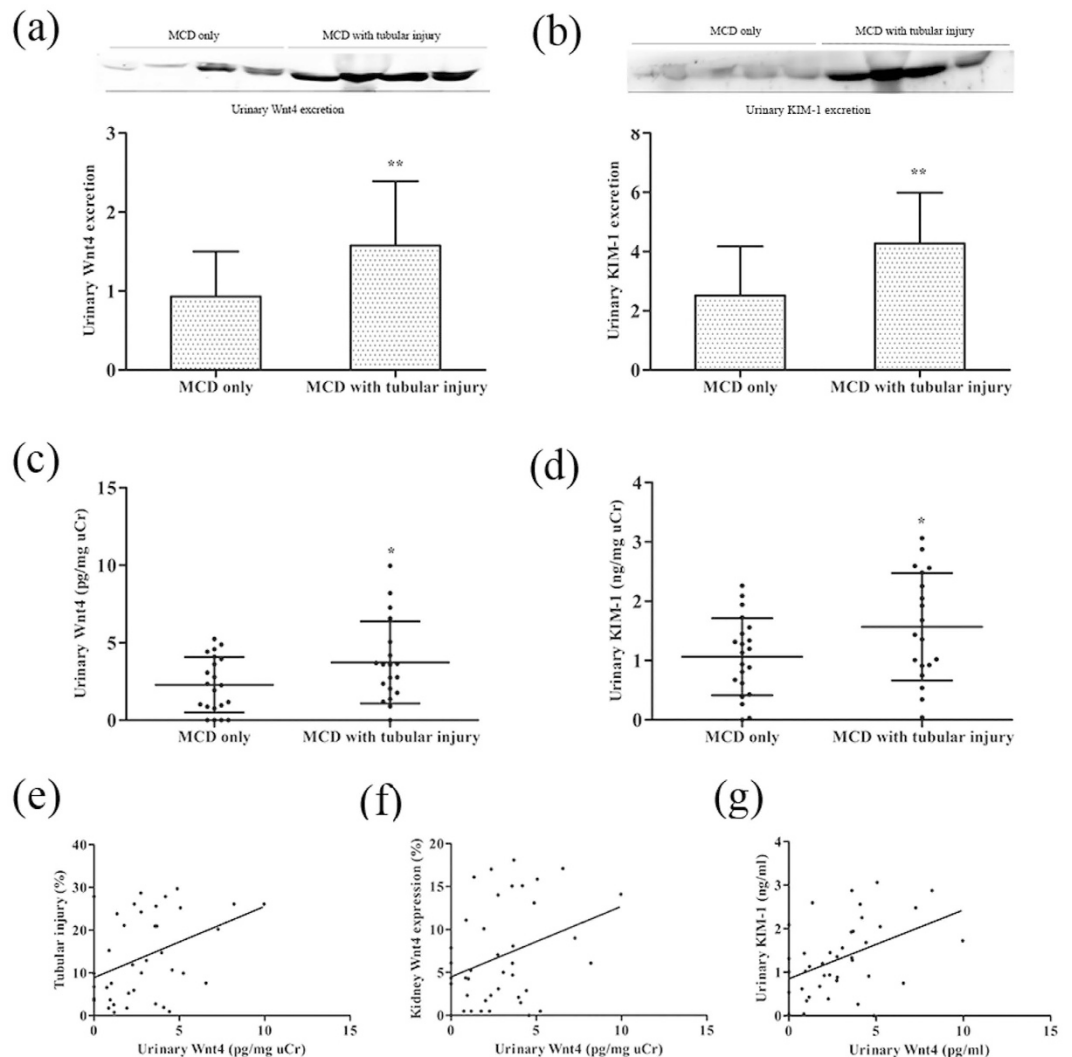 (a)
MCD only MCD with tubular injury
Urinary Wnt4 excretion
Urinary Wnt4 excretion
3
2
1
0
**
MCD only MCD with tubular injury
(b)
MCD only MCD with tubular injury
Urinary KIM-1 excretion
Urinary KIM-1 excretion
8
6
4
2
0
**
MCD only MCD with tubular injury
(c)
Urinary Wnt4 (pg/mg uCr)
15
10
5
0
*
MCD only MCD with tubular injury
(d)
Urinary KIM-1 (ng/mg uCr)
4
3
2
1
0
*
MCD only MCD with tubular injury
(e)
Tubular injury (%)
40
30
20
10
0
0 5 10 15
Urinary Wnt4 (pg/mg uCr)
(f)
Kidney Wnt4 expression (%)
20
15
10
5
0
0 5 10 15
Urinary Wnt4 (pg/mg uCr)
(g)
Urinary KIM-1 (ng/ml)
4
3
2
1
0
0 5 10 15
Urinary Wnt4 (pg/ml)